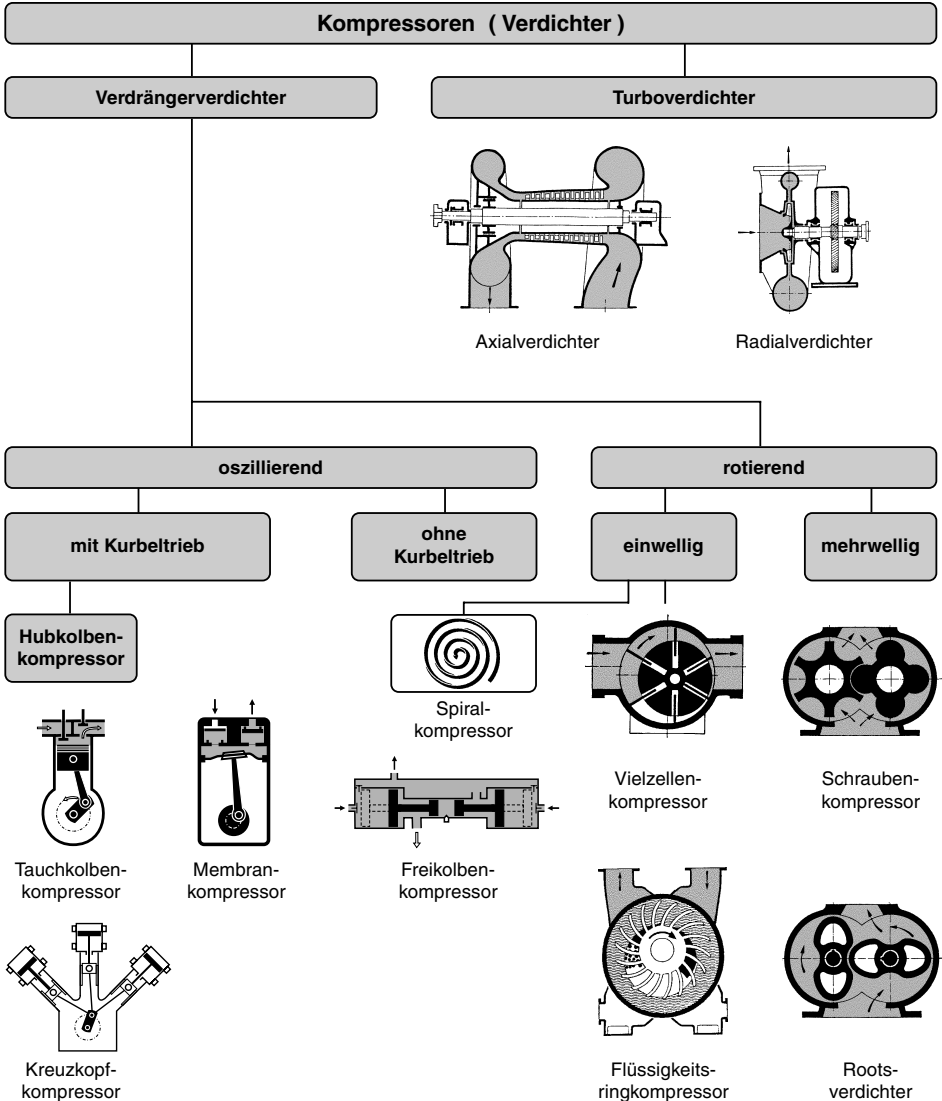 Kompressoren ( Verdichter )
Verdrängerverdichter
Turboverdichter
Axialverdichter
Radialverdichter
oszillierend
rotierend
mit Kurbeltrieb
ohne
Kurbeltrieb
einwellig
mehrwellig
Hubkolben-
kompressor
Spiral-
kompressor
Vielzellen-
kompressor
Schrauben-
kompressor
Tauchkolben-
kompressor
Membran-
kompressor
Freikolben-
kompressor
Kreuzkopf-
kompressor
Flüssigkeits-
ringkompressor
Roots-
verdichter